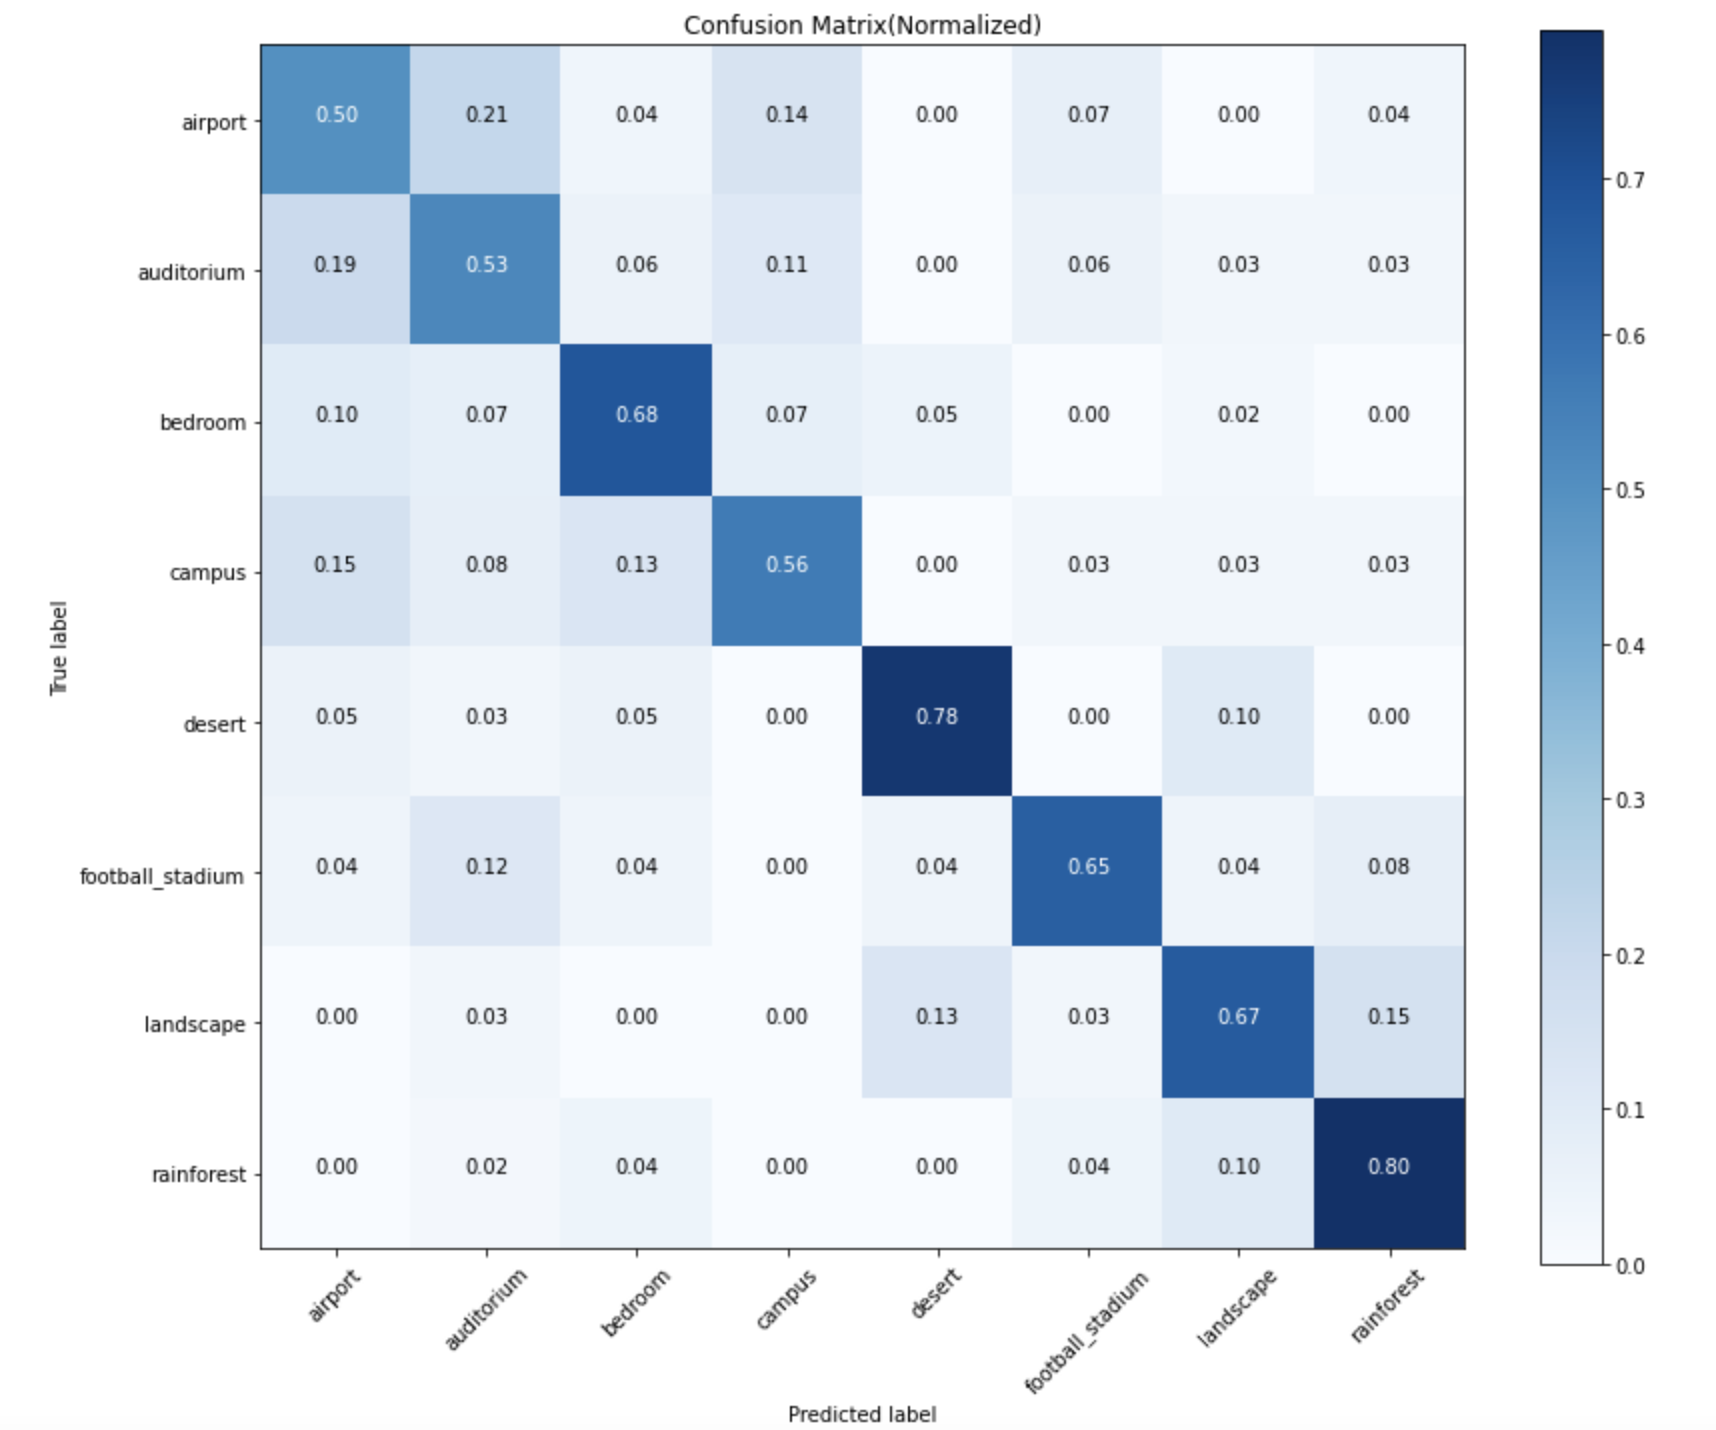 Confusion Matrix(Normalized)
airport 0.50 0.21 0.04 0.14 0.00 0.07 0.00 0.04
auditorium 0.19 0.53 0.06 0.11 0.00 0.06 0.03 0.03
bedroom 0.10 0.07 0.68 0.07 0.05 0.00 0.02 0.00
campus 0.15 0.08 0.13 0.56 0.00 0.03 0.03 0.03
desert 0.05 0.03 0.05 0.00 0.78 0.00 0.10 0.00
football_stadium 0.04 0.12 0.04 0.00 0.04 0.65 0.04 0.08
landscape 0.00 0.03 0.00 0.00 0.13 0.03 0.67 0.15
rainforest 0.00 0.02 0.04 0.00 0.00 0.04 0.10 0.80
True label
airport auditorium bedroom campus desert football_stadium landscape rainforest
Predicted label
0.7
0.6
0.5
0.4
0.3
0.2
0.1
0.0